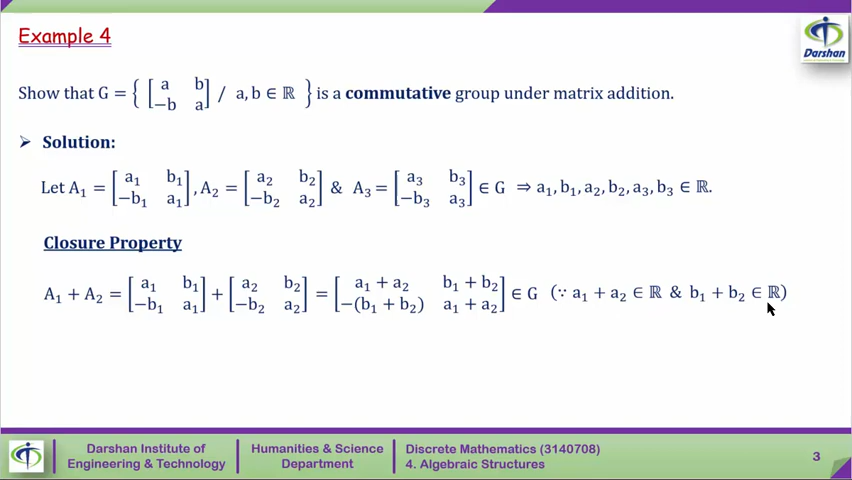 Example 4
Darshan
Show that G = { [a b; −b a] / a, b ∈ ℝ } is a commutative group under matrix addition.
➢ Solution:
Let A₁ = [a₁ b₁; −b₁ a₁], A₂ = [a₂ b₂; −b₂ a₂] & A₃ = [a₃ b₃; −b₃ a₃] ∈ G ⇒ a₁, b₁, a₂, b₂, a₃, b₃ ∈ ℝ.
Closure Property
A₁ + A₂ = [a₁ b₁; −b₁ a₁] + [a₂ b₂; −b₂ a₂] = [a₁ + a₂ b₁ + b₂; −(b₁ + b₂) a₁ + a₂] ∈ G (∵ a₁ + a₂ ∈ ℝ & b₁ + b₂ ∈ ℝ)
Darshan Institute of
Engineering & Technology
Humanities & Science
Department
Discrete Mathematics (3140708)
4. Algebraic Structures
3